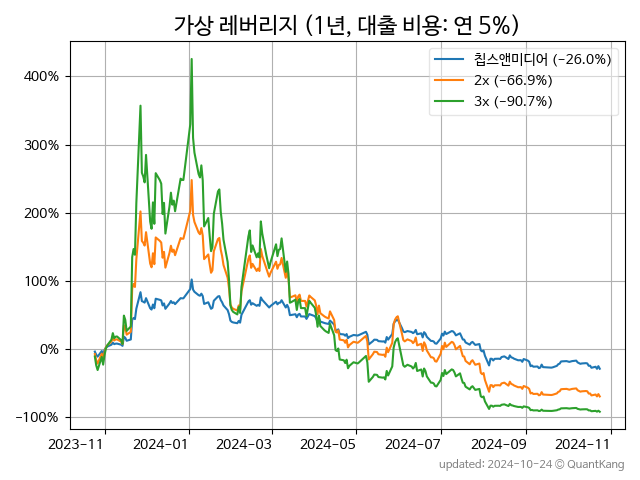 가상 레버리지 (1년, 대출 비용: 연 5%)
칩스앤미디어 (-26.0%)
2x (-66.9%)
3x (-90.7%)
400%
300%
200%
100%
0%
−100%
2023-11
2024-01
2024-03
2024-05
2024-07
2024-09
2024-11
updated: 2024-10-24 © QuantKang